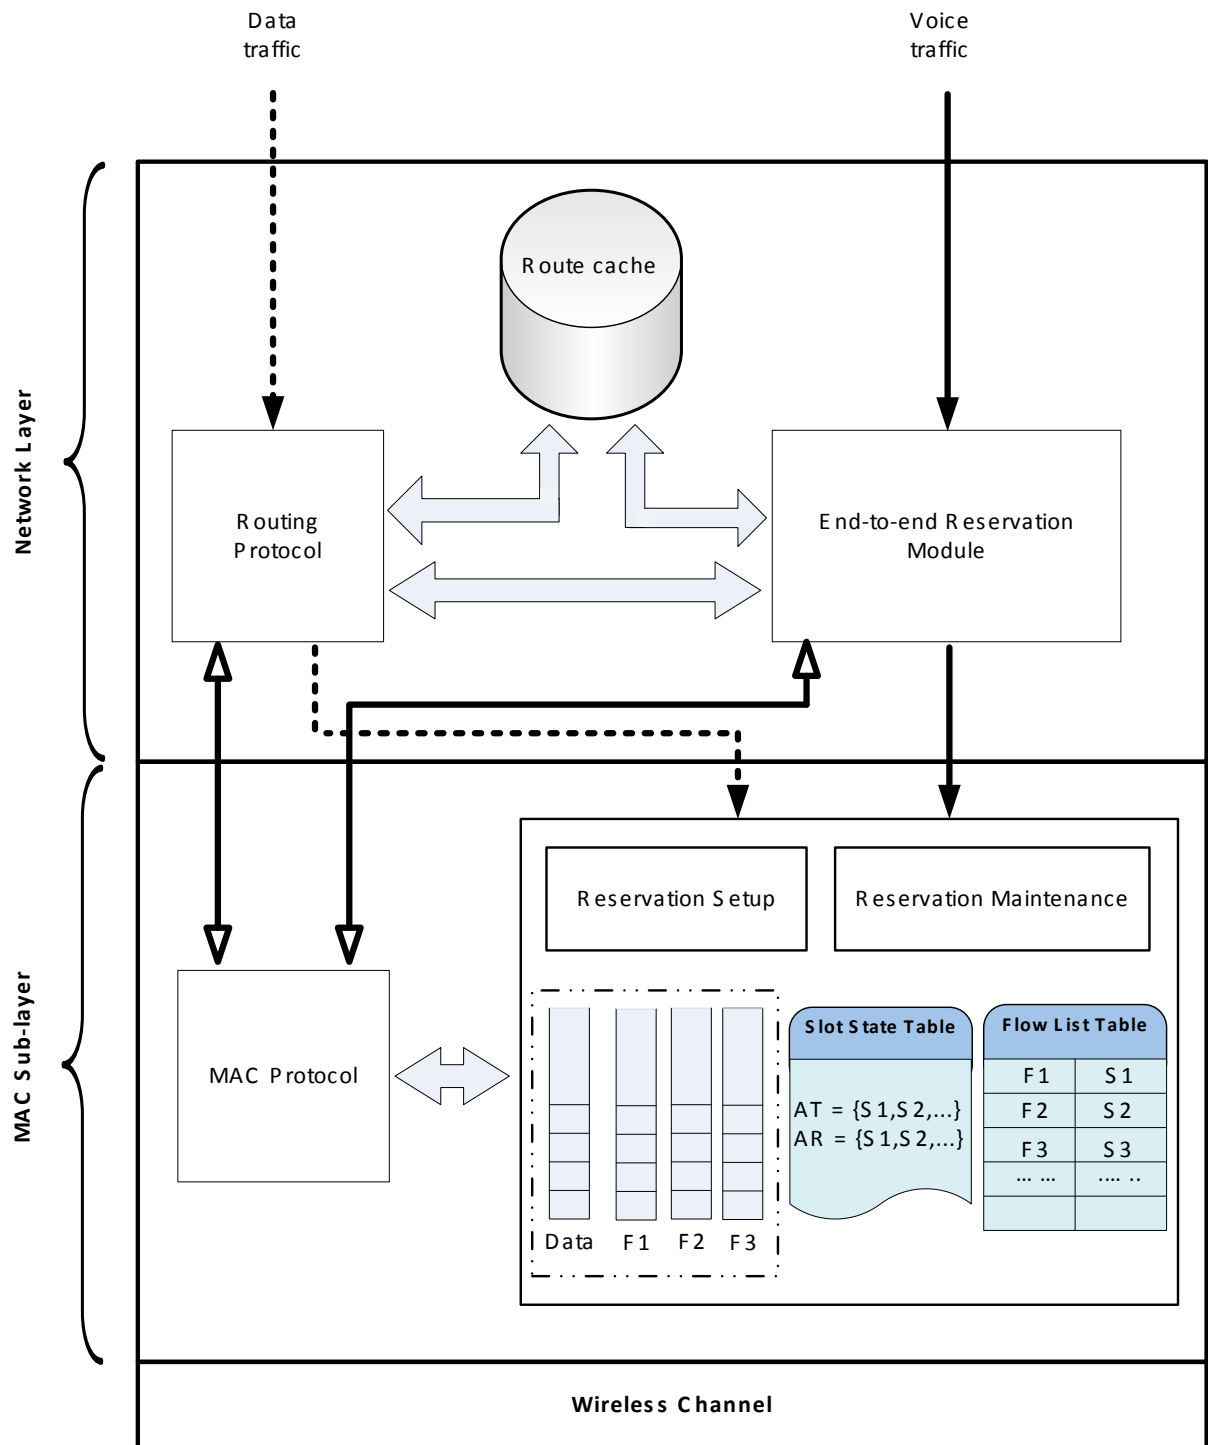 Data
traffic
Voice
traffic
Network Layer
Route cache
Routing
Protocol
End-to-end Reservation
Module
MAC Sub-layer
Reservation Setup
Reservation Maintenance
MAC Protocol
Data
F1
F2
F3
Slot State Table
AT = {S1,S2,...}
AR = {S1,S2,...}
Flow List Table
F1 S1
F2 S2
F3 S3
... ... .... ..
Wireless Channel